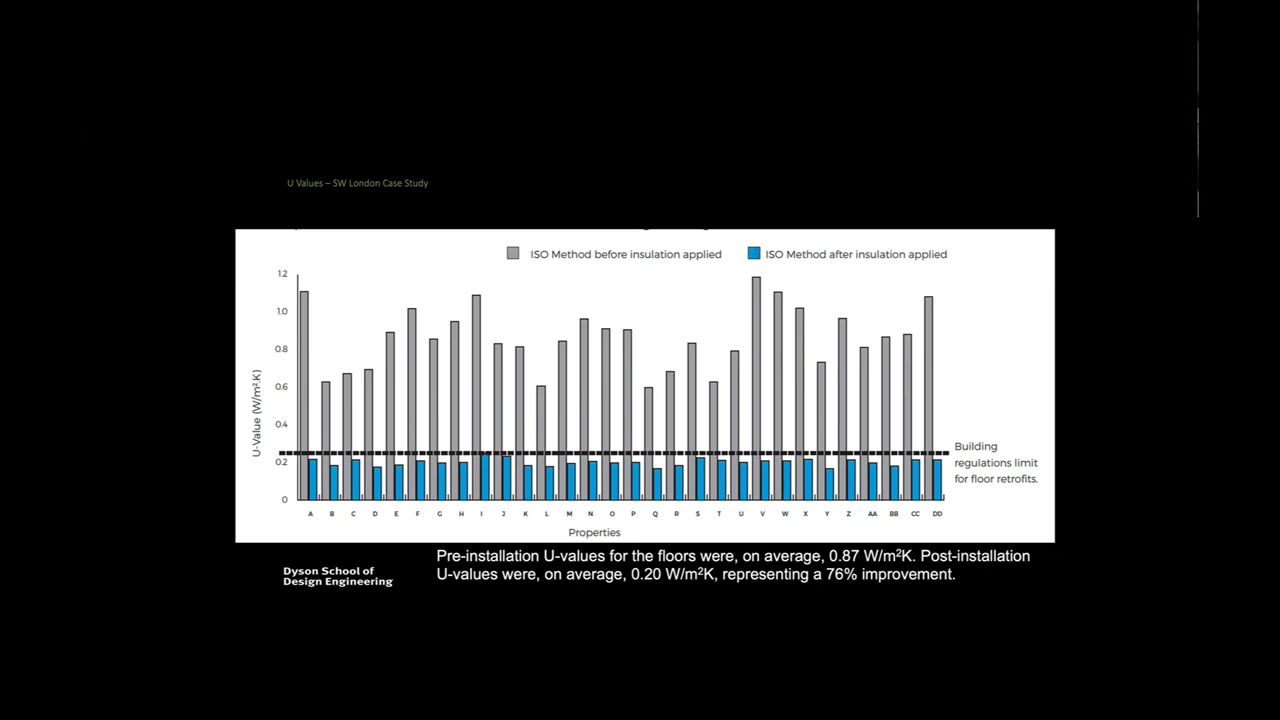 U Values – SW London Case Study
ISO Method before insulation applied
ISO Method after insulation applied
1.2
1.0
0.8
0.6
0.4
0.2
0
U-Value (W/m².K)
Building
regulations limit
for floor retrofits.
A B C D E F G H I J K L M N O P Q R S T U V W X Y Z AA BB CC DD
Properties
Pre-installation U-values for the floors were, on average, 0.87 W/m²K. Post-installation
U-values were, on average, 0.20 W/m²K, representing a 76% improvement.
Dyson School of
Design Engineering